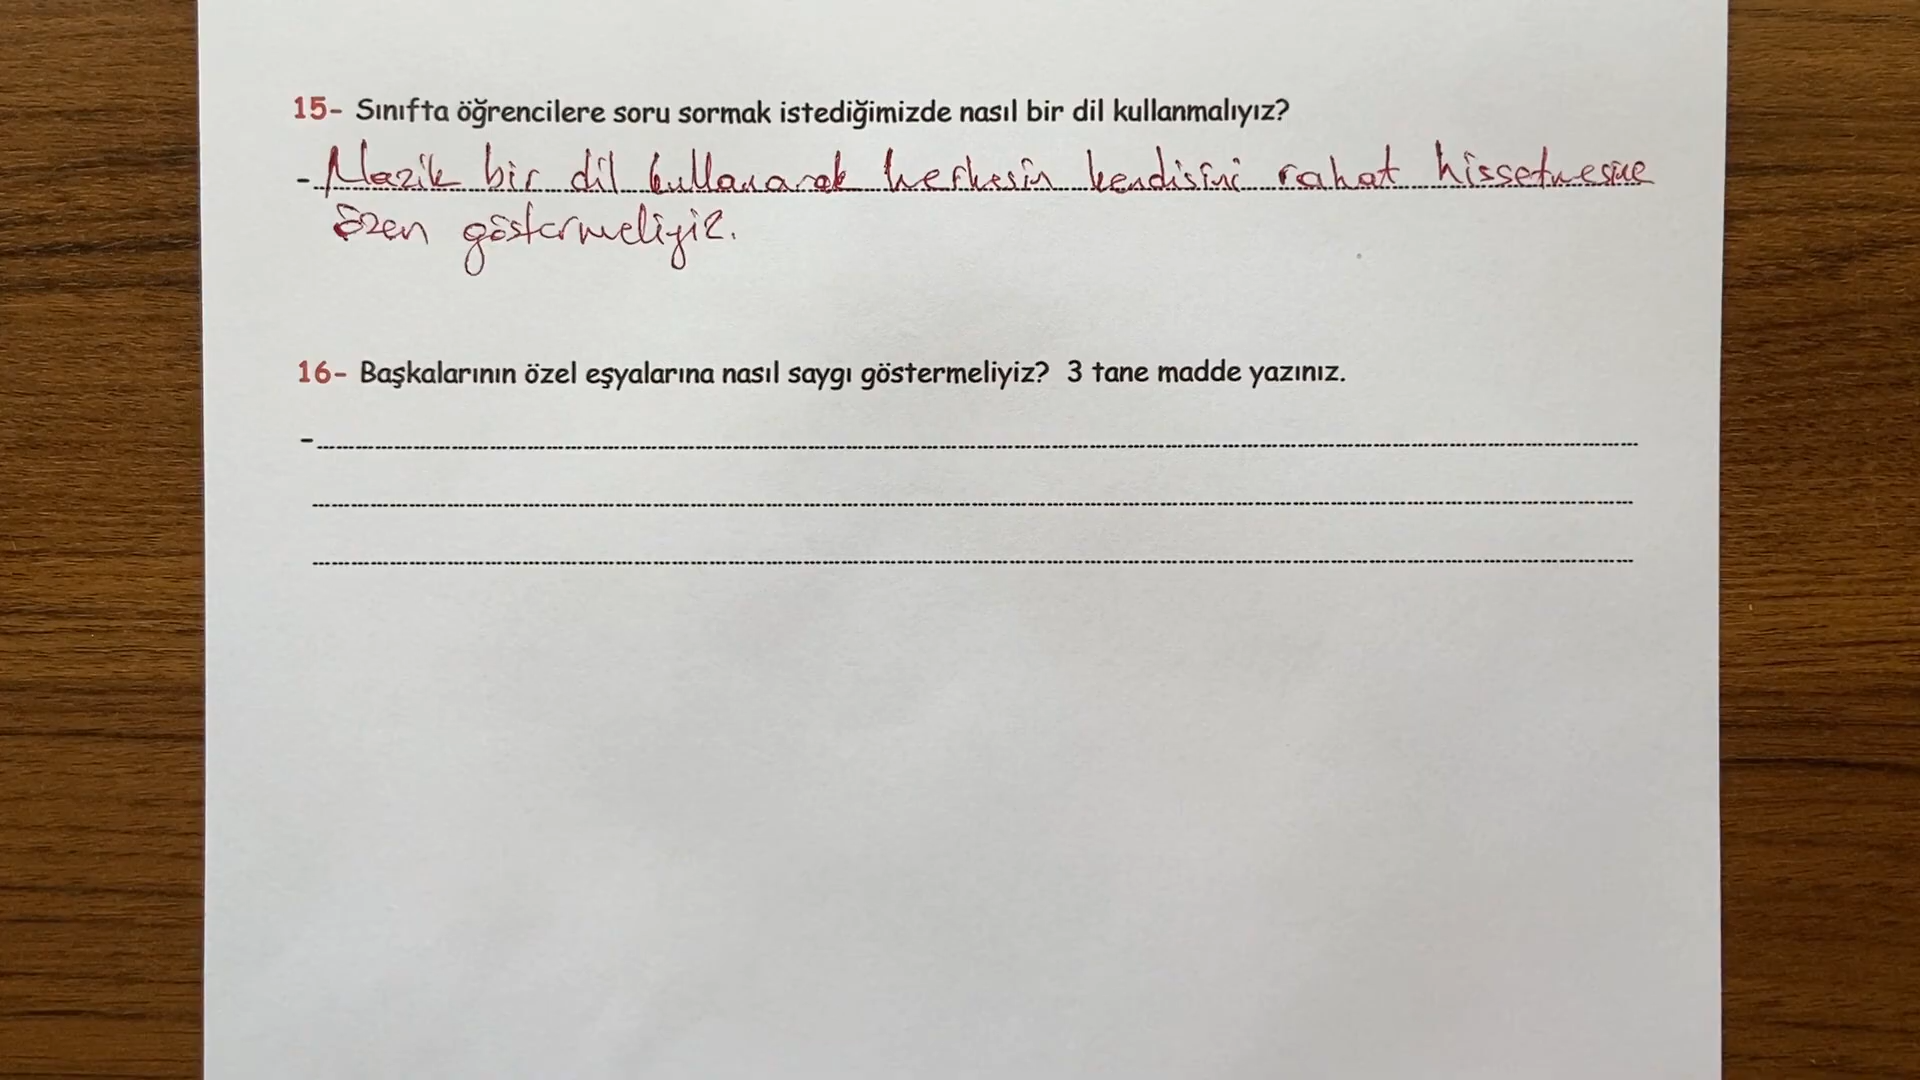 15- Sınıfta öğrencilere soru sormak istediğimizde nasıl bir dil kullanmalıyız?
- Nazik bir dil kullanarak herkesin kendisini rahat hissetmesine
özen göstermeliyiz.
16- Başkalarının özel eşyalarına nasıl saygı göstermeliyiz? 3 tane madde yazınız.
-